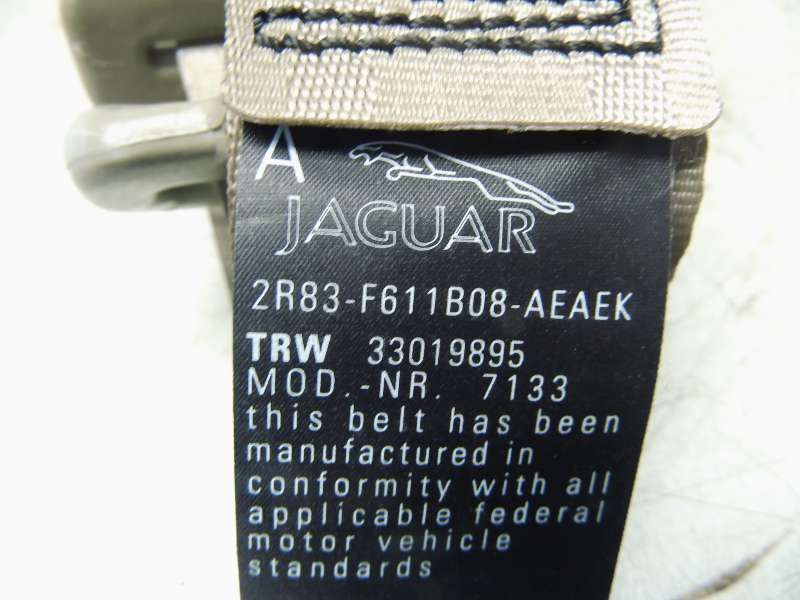 A
JAGUAR
2R83-F611B08-AEAEK
TRW 33019895
MOD.-NR. 7133
this belt has been
manufactured in
conformity with all
applicable federal
motor vehicle
standards